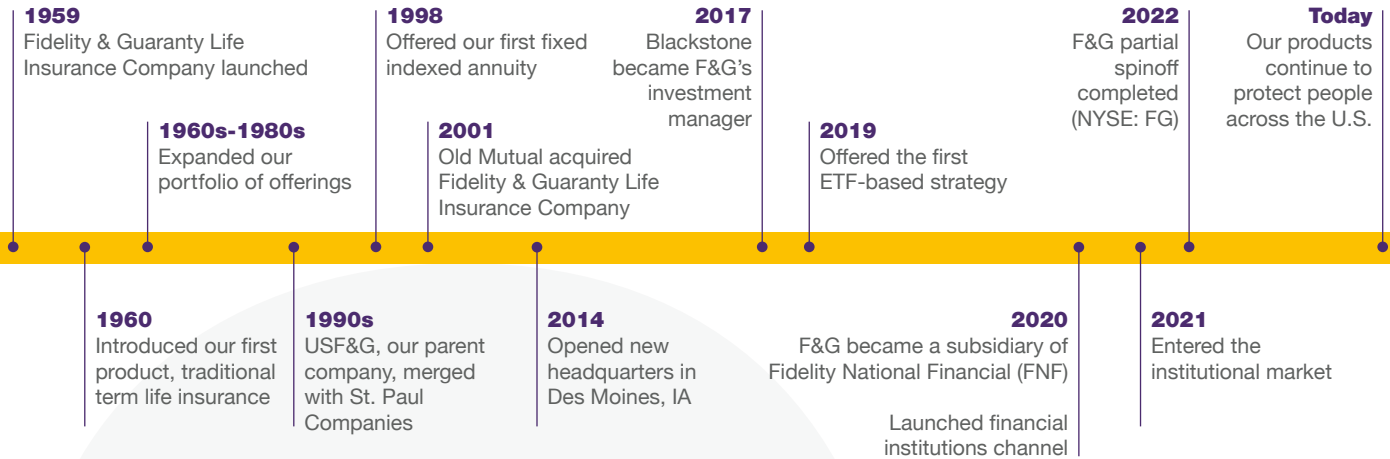 1959
Fidelity & Guaranty Life
Insurance Company launched
1960
Introduced our first
product, traditional
term life insurance
1960s-1980s
Expanded our
portfolio of offerings
1990s
USF&G, our parent
company, merged
with St. Paul
Companies
1998
Offered our first fixed
indexed annuity
2001
Old Mutual acquired
Fidelity & Guaranty Life
Insurance Company
2014
Opened new
headquarters in
Des Moines, IA
2017
Blackstone
became F&G’s
investment
manager
2019
Offered the first
ETF-based strategy
2020
F&G became a subsidiary of
Fidelity National Financial (FNF)
Launched financial
institutions channel
2021
Entered the
institutional market
2022
F&G partial
spinoff
completed
(NYSE: FG)
Today
Our products
continue to
protect people
across the U.S.